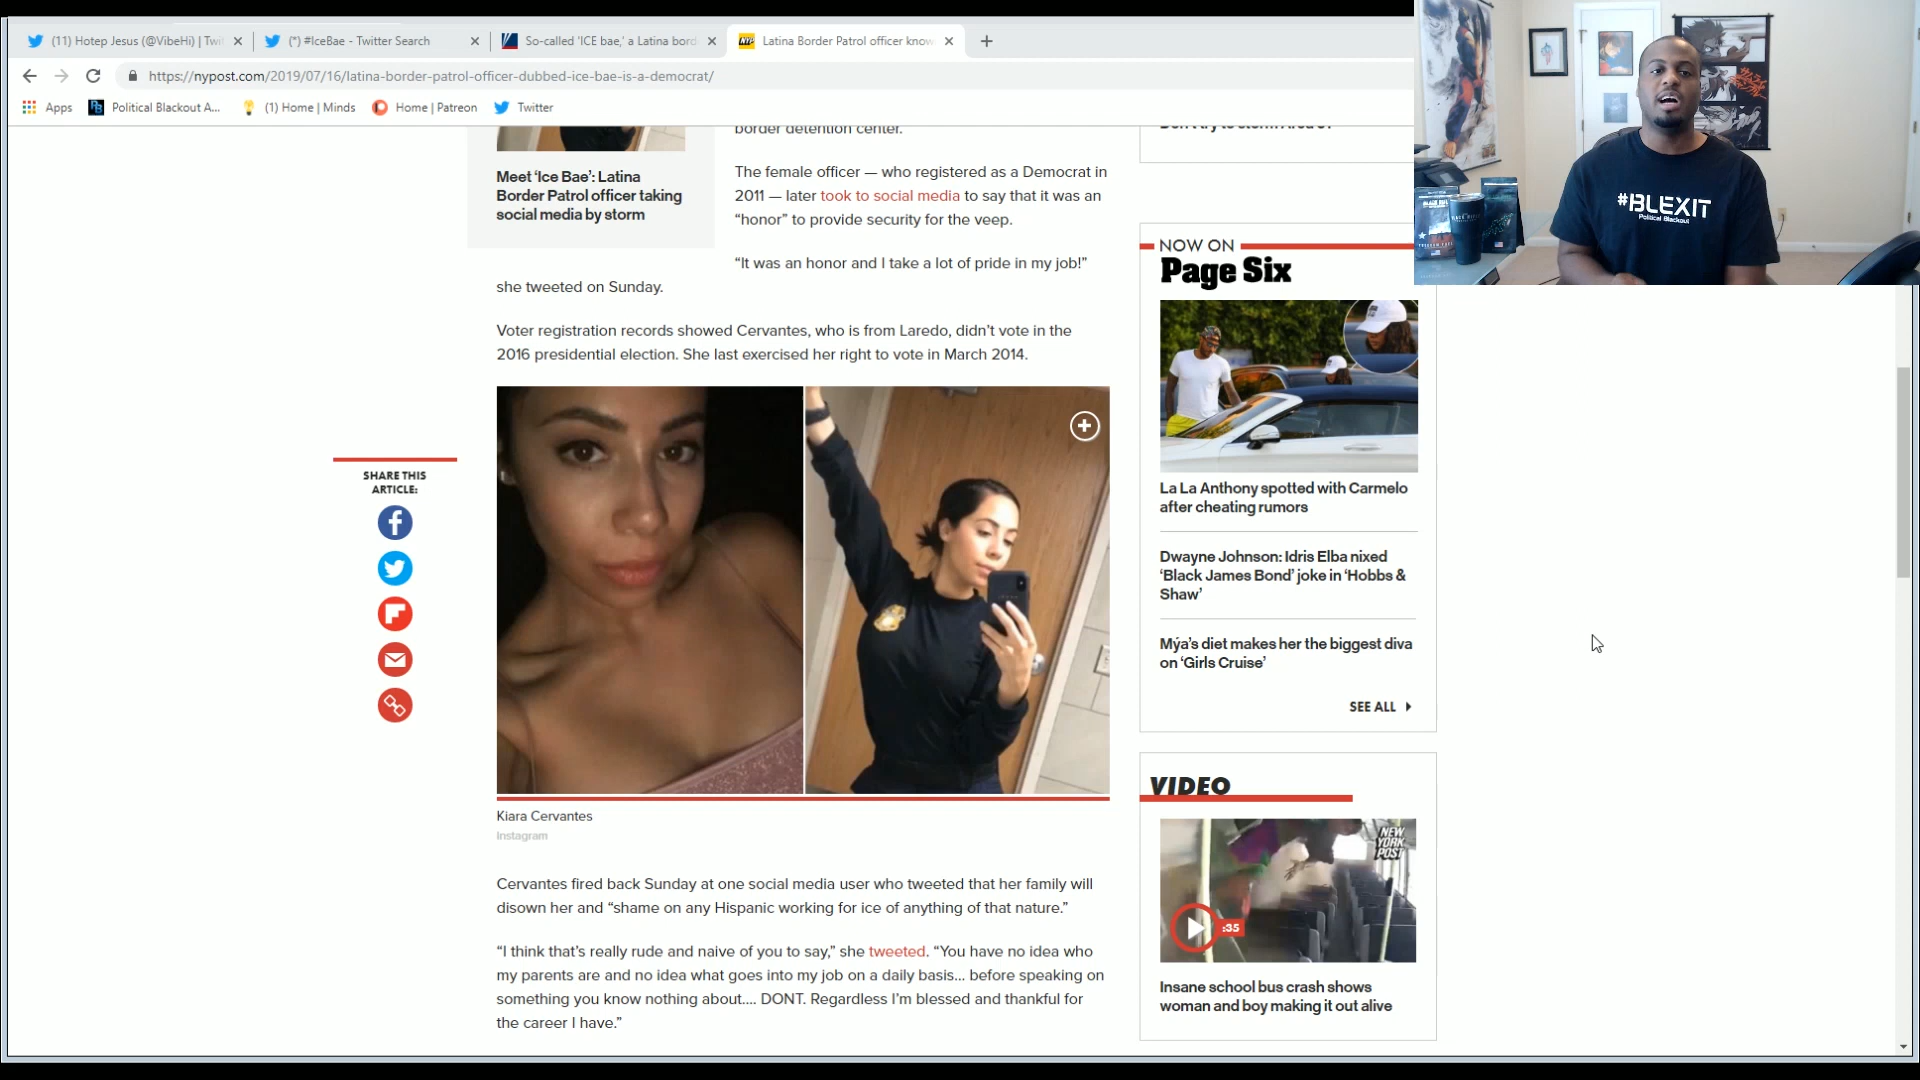 (11) Hotep Jesus (@VibeHi) | Twi
(*) #IceBae - Twitter Search
So-called 'ICE bae,' a Latina bord
NYP
Latina Border Patrol officer know
https://nypost.com/2019/07/16/latina-border-patrol-officer-dubbed-ice-bae-is-a-democrat/
Apps
Political Blackout A...
(1) Home | Minds
Home | Patreon
Twitter
#BLEXIT
Political Blackout
border detention center.
Meet ‘Ice Bae’: Latina
Border Patrol officer taking
social media by storm
The female officer — who registered as a Democrat in
2011 — later took to social media to say that it was an
“honor” to provide security for the veep.
“It was an honor and I take a lot of pride in my job!”
she tweeted on Sunday.
Voter registration records showed Cervantes, who is from Laredo, didn’t vote in the
2016 presidential election. She last exercised her right to vote in March 2014.
SHARE THIS
ARTICLE:
Kiara Cervantes
Instagram
Cervantes fired back Sunday at one social media user who tweeted that her family will
disown her and “shame on any Hispanic working for ice of anything of that nature.”
“I think that’s really rude and naive of you to say,” she tweeted. “You have no idea who
my parents are and no idea what goes into my job on a daily basis... before speaking on
something you know nothing about.... DONT. Regardless I’m blessed and thankful for
the career I have.”
NOW ON
Page Six
La La Anthony spotted with Carmelo
after cheating rumors
Dwayne Johnson: Idris Elba nixed
‘Black James Bond’ joke in ‘Hobbs &
Shaw’
Mýa’s diet makes her the biggest diva
on ‘Girls Cruise’
SEE ALL
VIDEO
NEW
YORK
POST
:35
Insane school bus crash shows
woman and boy making it out alive